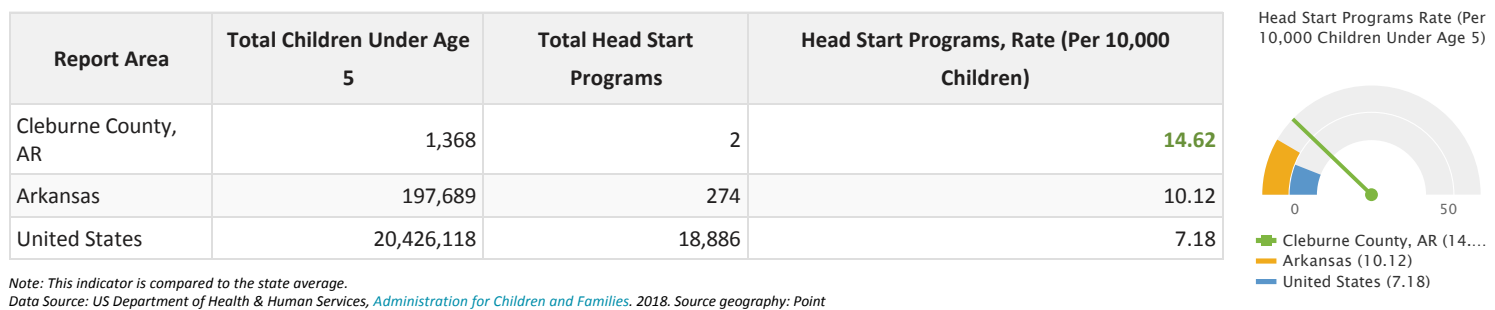 Report Area
Total Children Under Age
5
Total Head Start
Programs
Head Start Programs, Rate (Per 10,000
Children)
Cleburne County,
AR
1,368
2
14.62
Arkansas
197,689
274
10.12
United States
20,426,118
18,886
7.18
Note: This indicator is compared to the state average.
Data Source: US Department of Health & Human Services, Administration for Children and Families. 2018. Source geography: Point
Head Start Programs Rate (Per
10,000 Children Under Age 5)
0
50
Cleburne County, AR (14.…
Arkansas (10.12)
United States (7.18)